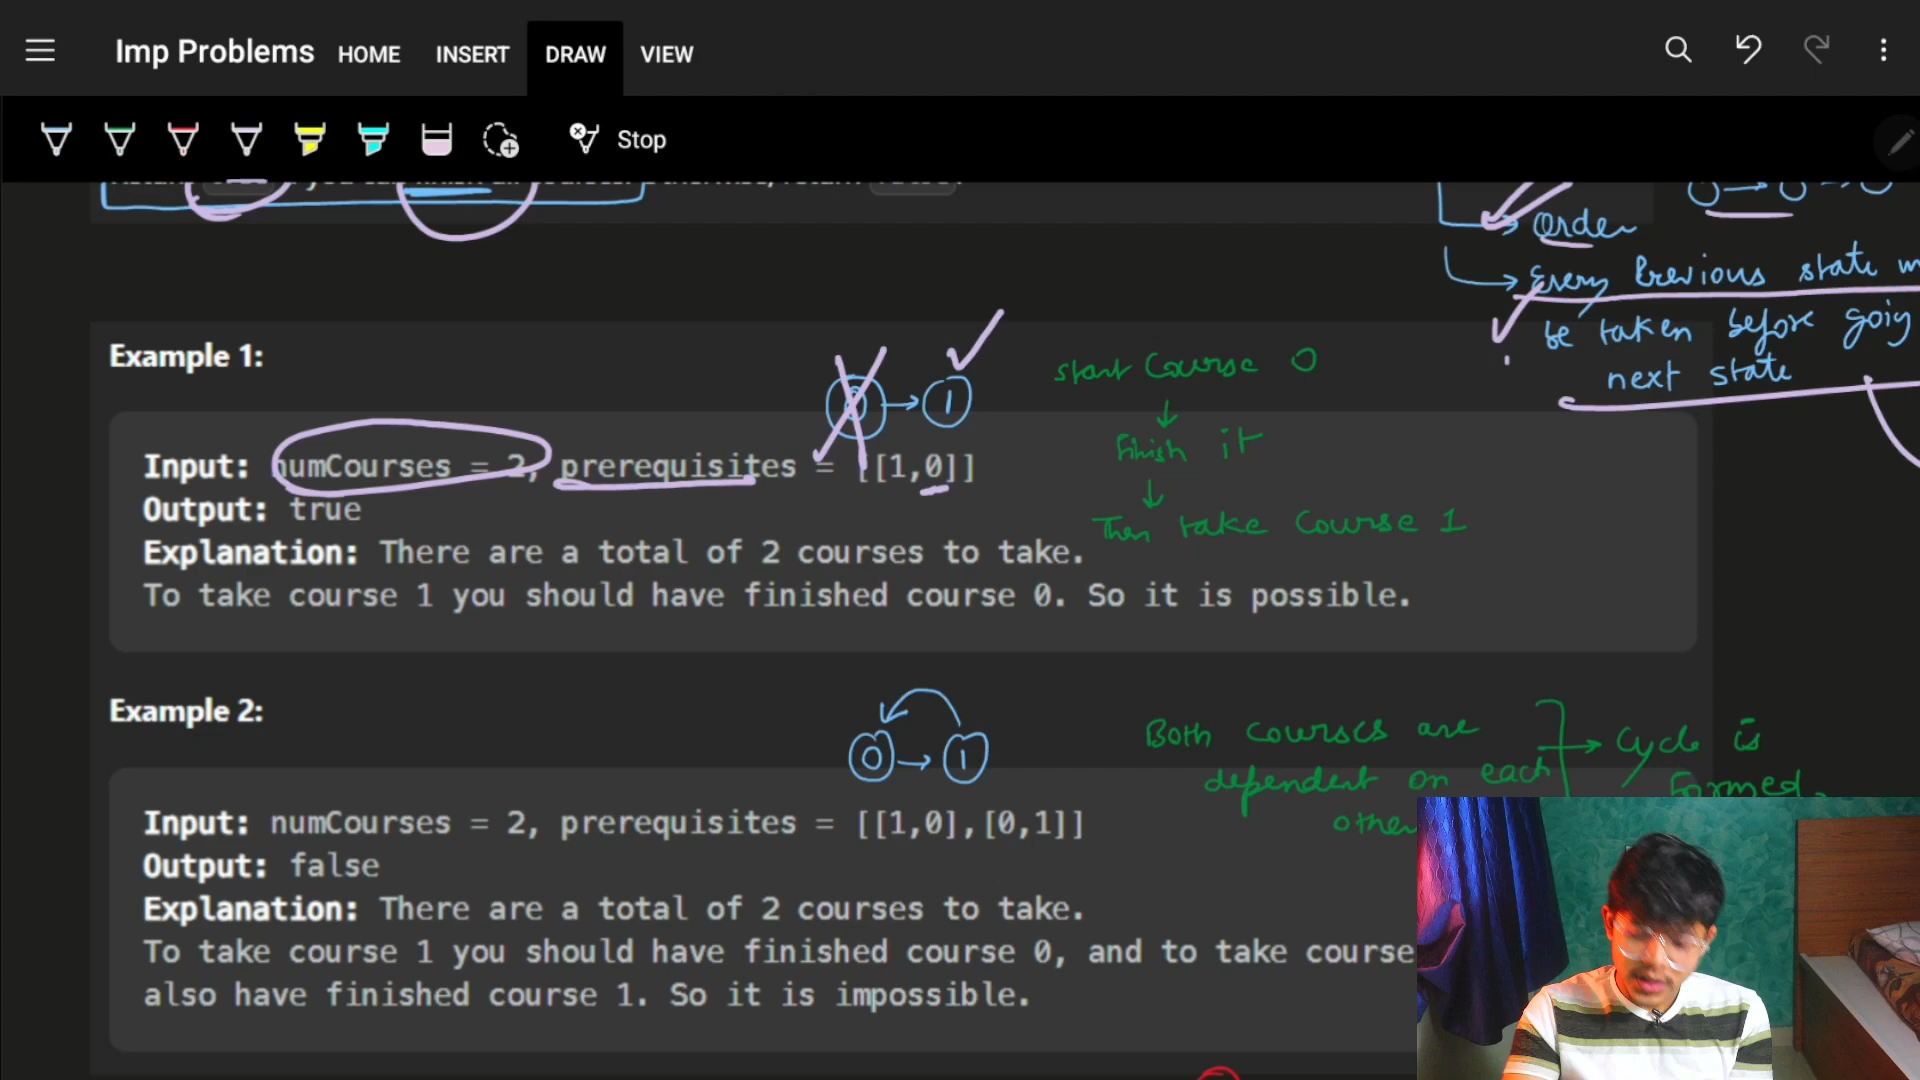 Imp Problems HOME INSERT DRAW VIEW
Stop
Order
Every Previous state
be taken before going
next state
Example 1:
0 → 1
start Course 0
↓
Finish it
↓
Then take Course 1
Input: numCourses = 2, prerequisites = [[1,0]]
Output: true
Explanation: There are a total of 2 courses to take.
To take course 1 you should have finished course 0. So it is possible.
Example 2:
0 → 1
Both courses are
dependent on each
other
→ Cycle is
Formed.
Input: numCourses = 2, prerequisites = [[1,0],[0,1]]
Output: false
Explanation: There are a total of 2 courses to take.
To take course 1 you should have finished course 0, and to take course
also have finished course 1. So it is impossible.